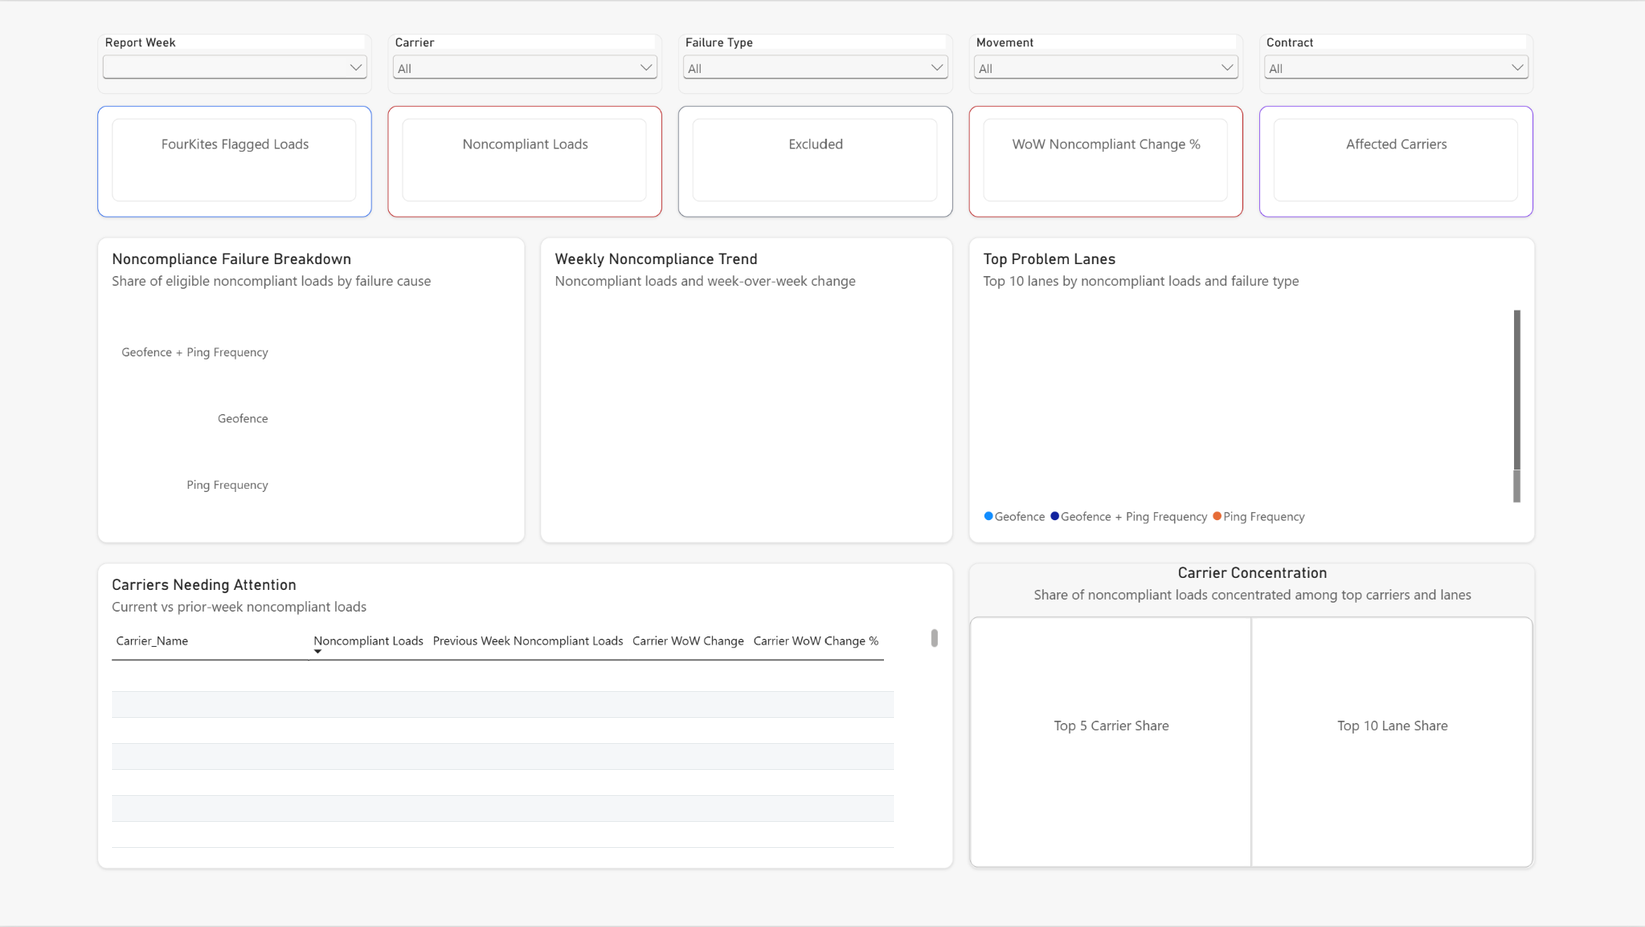 Report Week
Carrier
Failure Type
Movement
Contract
All
All
All
All
FourKites Flagged Loads
Noncompliant Loads
Excluded
WoW Noncompliant Change %
Affected Carriers
Noncompliance Failure Breakdown
Share of eligible noncompliant loads by failure cause
Geofence + Ping Frequency
Geofence
Ping Frequency
Weekly Noncompliance Trend
Noncompliant loads and week-over-week change
Top Problem Lanes
Top 10 lanes by noncompliant loads and failure type
Geofence Geofence + Ping Frequency Ping Frequency
Carriers Needing Attention
Current vs prior-week noncompliant loads
Carrier_Name Noncompliant Loads Previous Week Noncompliant Loads Carrier WoW Change Carrier WoW Change %
Carrier Concentration
Share of noncompliant loads concentrated among top carriers and lanes
Top 5 Carrier Share
Top 10 Lane Share